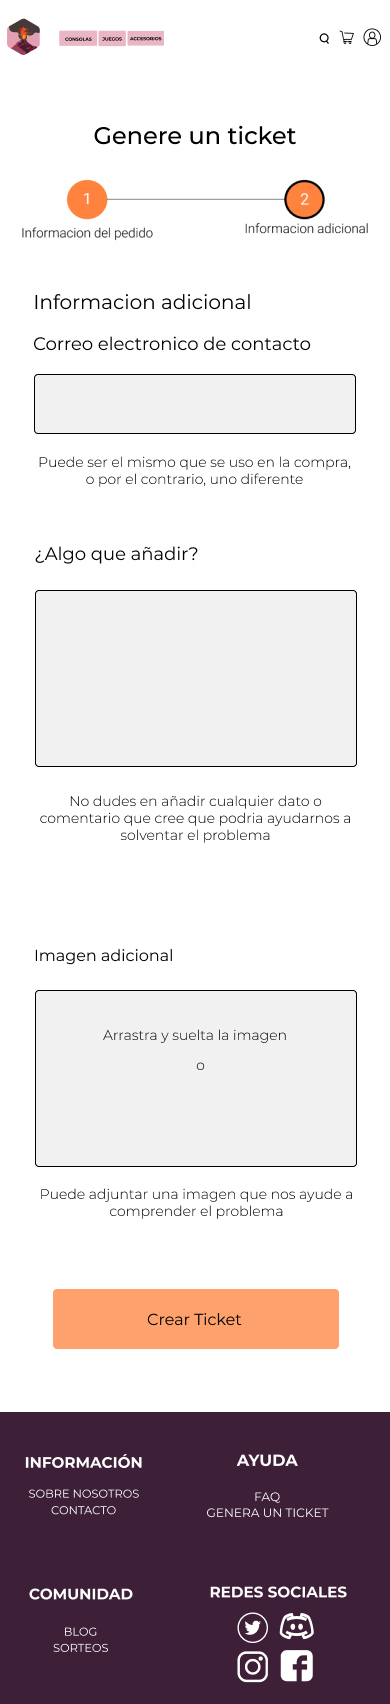 CONSOLAS JUEGOS ACCESORIOS
Genere un ticket
1 2
Informacion del pedido Informacion adicional
Informacion adicional
Correo electronico de contacto
Puede ser el mismo que se uso en la compra,
o por el contrario, uno diferente
¿Algo que añadir?
No dudes en añadir cualquier dato o
comentario que cree que podria ayudarnos a
solventar el problema
Imagen adicional
Arrastra y suelta la imagen
o
Puede adjuntar una imagen que nos ayude a
comprender el problema
Crear Ticket
INFORMACIÓN
SOBRE NOSOTROS
CONTACTO
AYUDA
FAQ
GENERA UN TICKET
COMUNIDAD
BLOG
SORTEOS
REDES SOCIALES